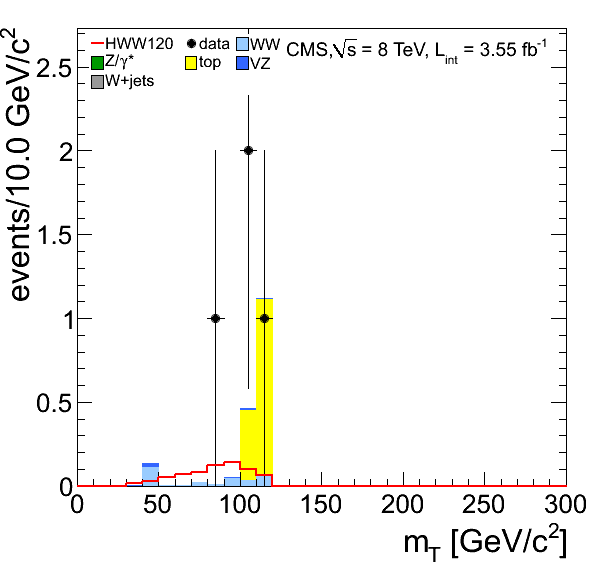 HWW120
data
WW
Z/γ*
top
VZ
W+jets
CMS,√s = 8 TeV, L_int = 3.55 fb⁻¹
events/10.0 GeV/c²
2.5
2
1.5
1
0.5
0
0 50 100 150 200 250 300
m_T [GeV/c²]